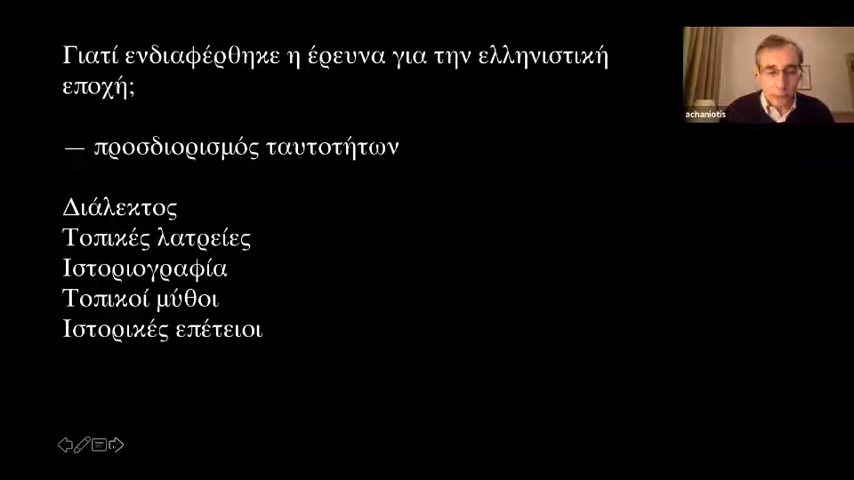 Γιατί ενδιαφέρθηκε η έρευνα για την ελληνιστική
εποχή;
— προσδιορισμός ταυτοτήτων
Διάλεκτος
Τοπικές λατρείες
Ιστοριογραφία
Τοπικοί μύθοι
Ιστορικές επέτειοι
achaniotis